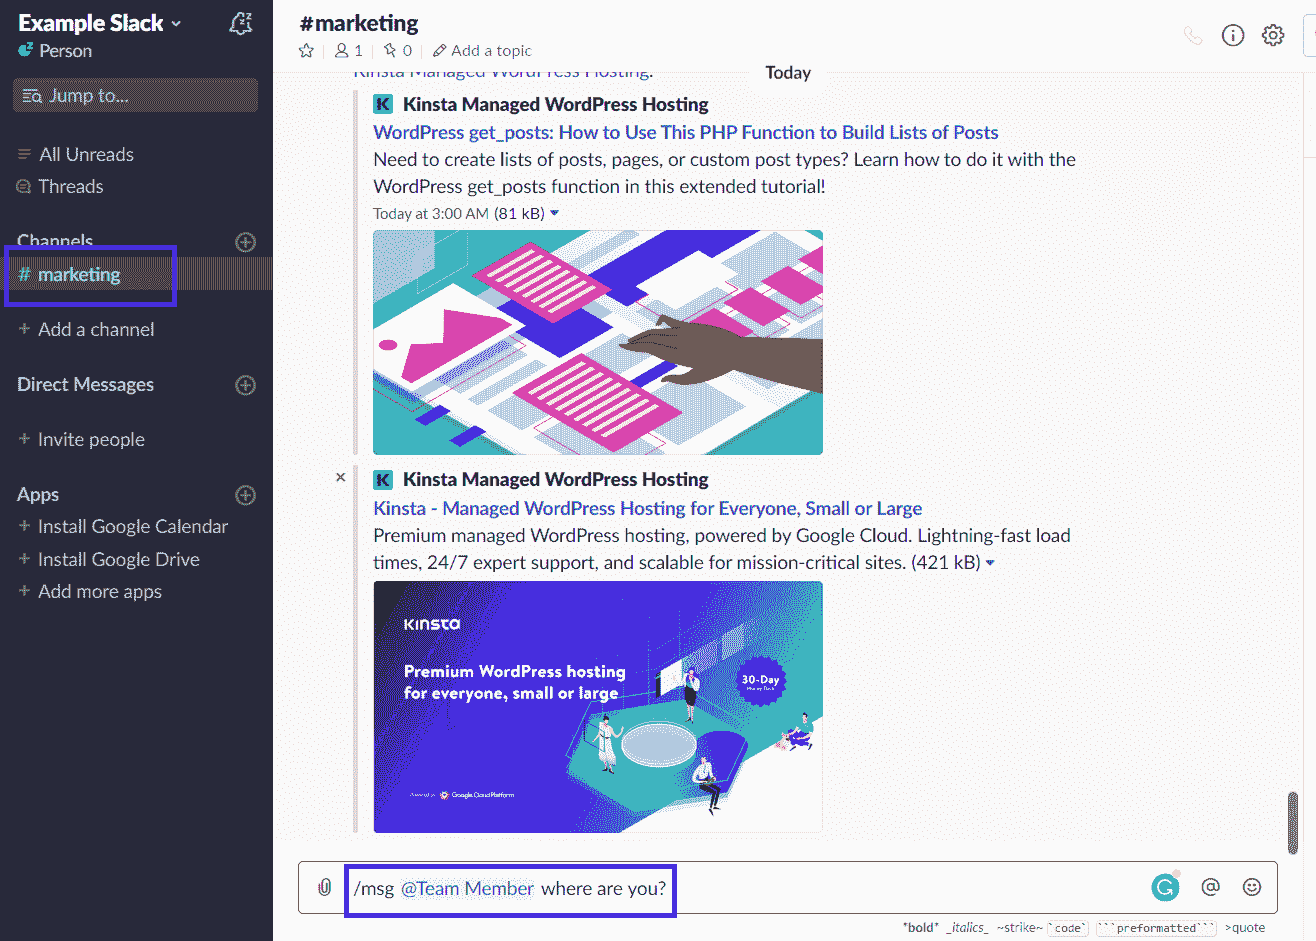 Example Slack
Person
Jump to...
All Unreads
Threads
Channels
# marketing
+ Add a channel
Direct Messages
+ Invite people
Apps
+ Install Google Calendar
+ Install Google Drive
+ Add more apps
#marketing
1
0
Add a topic
Kinsta Managed WordPress Hosting.
Today
K Kinsta Managed WordPress Hosting
WordPress get_posts: How to Use This PHP Function to Build Lists of Posts
Need to create lists of posts, pages, or custom post types? Learn how to do it with the
WordPress get_posts function in this extended tutorial!
Today at 3:00 AM (81 kB)
K Kinsta Managed WordPress Hosting
Kinsta - Managed WordPress Hosting for Everyone, Small or Large
Premium managed WordPress hosting, powered by Google Cloud. Lightning-fast load
times, 24/7 expert support, and scalable for mission-critical sites. (421 kB)
KINSTA
Premium WordPress hosting
for everyone, small or large
30-Day
Money Back
Google Cloud Platform
/msg @Team Member where are you?
*bold* _italics_ ~strike~ `code` ```preformatted``` >quote